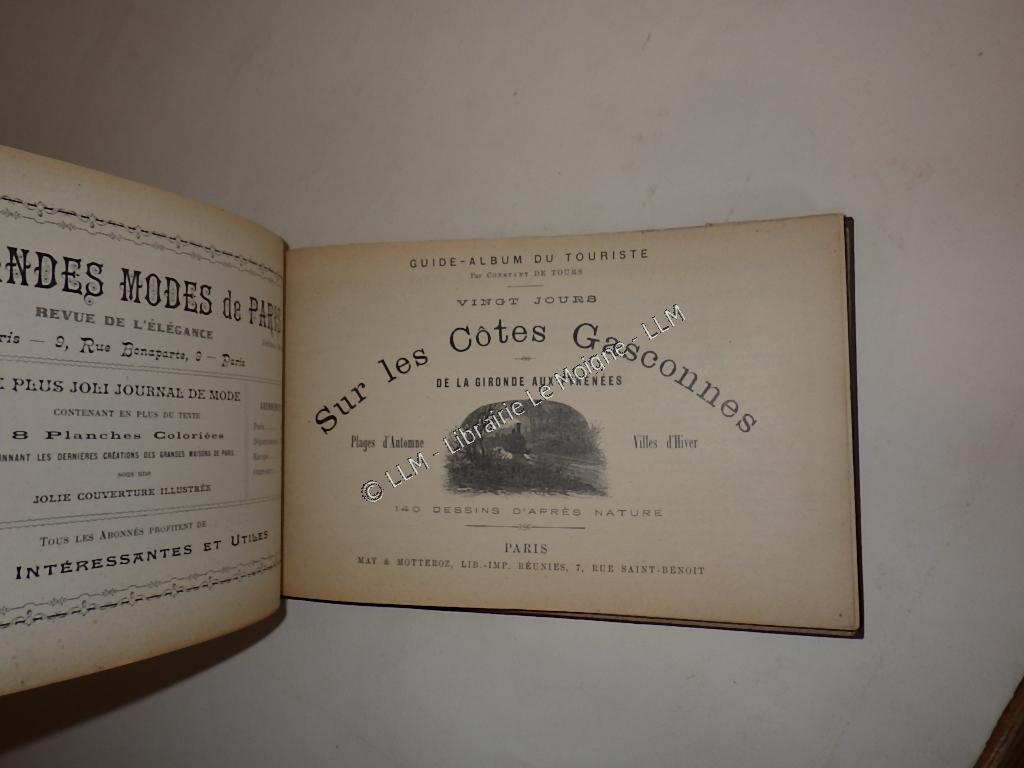 NDES MODES de PARIS
REVUE DE L'ÉLÉGANCE
ris — 9, Rue Bonaparte, 9 — Paris
PLUS JOLI JOURNAL DE MODE
CONTENANT EN PLUS DU TEXTE
8 Planches Coloriées
NNANT LES DERNIÈRES CRÉATIONS DES GRANDES MAISONS DE PARIS
SOUS UNE
JOLIE COUVERTURE ILLUSTRÉE
TOUS LES ABONNÉS PROFITENT DE
INTÉRESSANTES ET UTILES
GUIDE-ALBUM DU TOURISTE
Par CONSTANT DE TOURS
VINGT JOURS
Sur les Côtes Gasconnes
DE LA GIRONDE AUX PYRÉNÉES
Plages d'Automne
Villes d'Hiver
140 DESSINS D'APRÈS NATURE
PARIS
MAY & MOTTEROZ, LIB.-IMP. RÉUNIES, 7, RUE SAINT-BENOIT
© LLM - Librairie Le Moigne - LLM